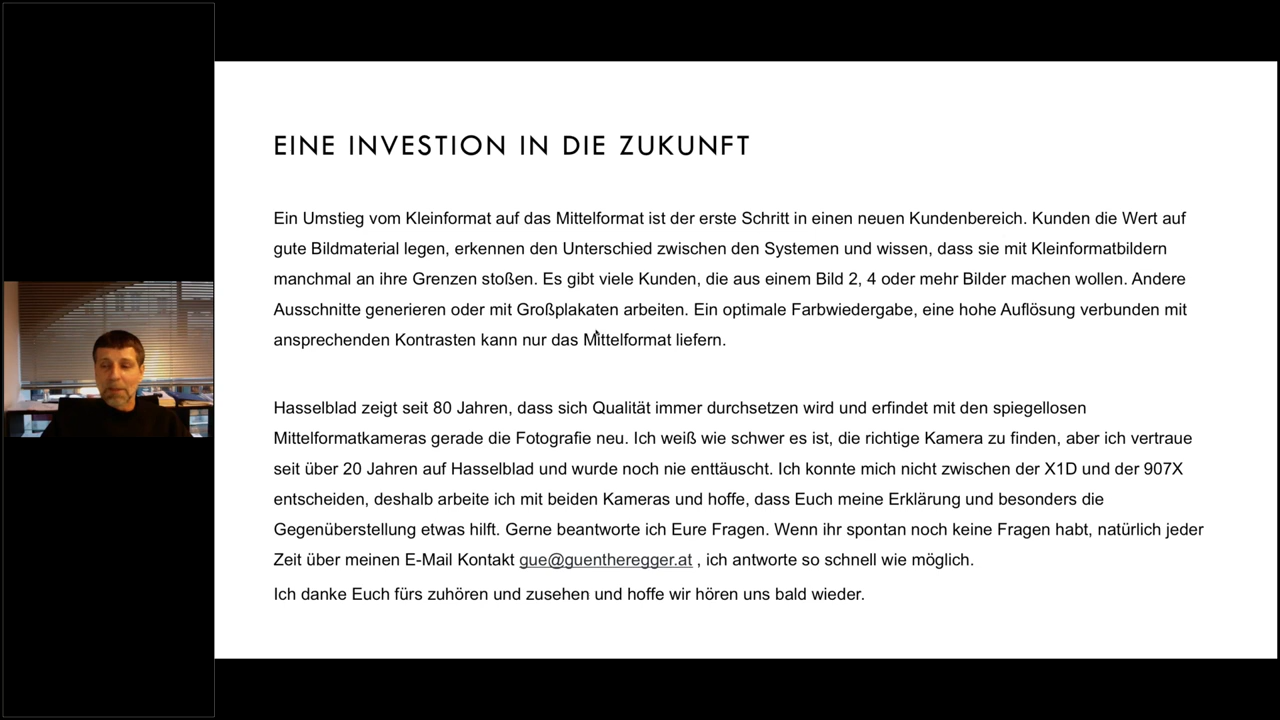 EINE INVESTION IN DIE ZUKUNFT
Ein Umstieg vom Kleinformat auf das Mittelformat ist der erste Schritt in einen neuen Kundenbereich. Kunden die Wert auf
gute Bildmaterial legen, erkennen den Unterschied zwischen den Systemen und wissen, dass sie mit Kleinformatbildern
manchmal an ihre Grenzen stoßen. Es gibt viele Kunden, die aus einem Bild 2, 4 oder mehr Bilder machen wollen. Andere
Ausschnitte generieren oder mit Großplakaten arbeiten. Ein optimale Farbwiedergabe, eine hohe Auflösung verbunden mit
ansprechenden Kontrasten kann nur das Mittelformat liefern.
Hasselblad zeigt seit 80 Jahren, dass sich Qualität immer durchsetzen wird und erfindet mit den spiegellosen
Mittelformatkameras gerade die Fotografie neu. Ich weiß wie schwer es ist, die richtige Kamera zu finden, aber ich vertraue
seit über 20 Jahren auf Hasselblad und wurde noch nie enttäuscht. Ich konnte mich nicht zwischen der X1D und der 907X
entscheiden, deshalb arbeite ich mit beiden Kameras und hoffe, dass Euch meine Erklärung und besonders die
Gegenüberstellung etwas hilft. Gerne beantworte ich Eure Fragen. Wenn ihr spontan noch keine Fragen habt, natürlich jeder
Zeit über meinen E-Mail Kontakt gue@guentheregger.at , ich antworte so schnell wie möglich.
Ich danke Euch fürs zuhören und zusehen und hoffe wir hören uns bald wieder.